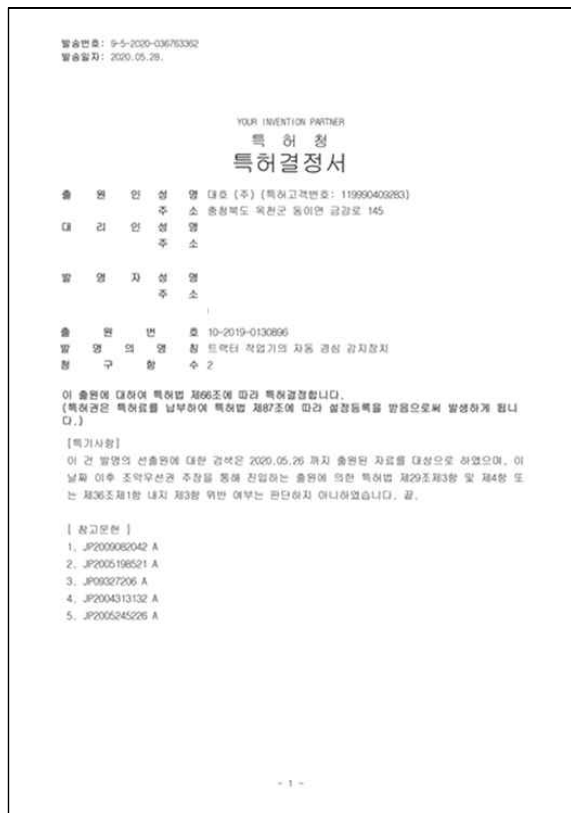 발송번호: 9-5-2020-036763362
발송일자: 2020.05.28.
YOUR INVENTION PARTNER
특 허 청
특허결정서
출 원 인 성 명 대호 (주) (특허고객번호: 119990409283)
주 소 충청북도 옥천군 동이면 금강로 145
대 리 인 성 명
주 소
발 명 자 성 명
주 소
출 원 번 호 10-2019-0130896
발 명 의 명 칭 트랙터 작업기의 자동 경심 감지장치
청 구 항 수 2
이 출원에 대하여 특허법 제66조에 따라 특허결정합니다.
(특허권은 특허료를 납부하여 특허법 제87조에 따라 설정등록을 받음으로써 발생하게 됩니
다.)
[특기사항]
이 건 발명의 선출원에 대한 검색은 2020.05.26 까지 출원된 자료를 대상으로 하였으며, 이
날짜 이후 조약우선권 주장을 통해 진입하는 출원에 의한 특허법 제29조제3항 및 제4항 또
는 제36조제1항 내지 제3항 위반 여부는 판단하지 아니하였습니다. 끝.
[ 참고문헌 ]
1. JP2009082042 A
2. JP2005198521 A
3. JP09327206 A
4. JP2004313132 A
5. JP2005245226 A
- 1 -